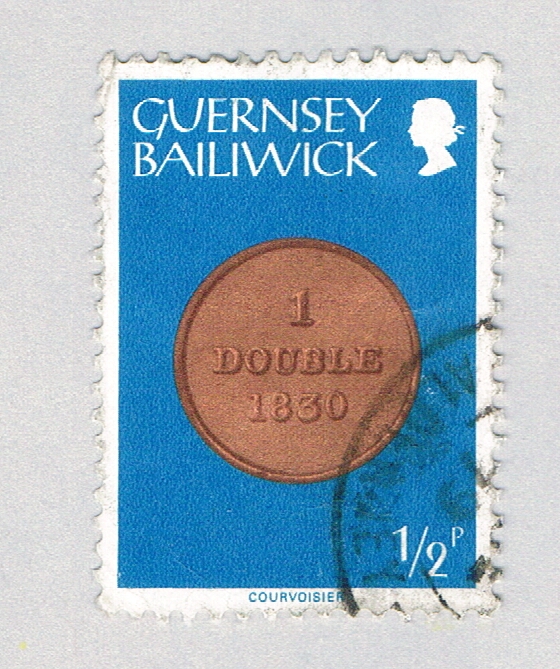 GUERNSEY
BAILIWICK
1
DOUBLE
1830
1/2P
COURVOISIER